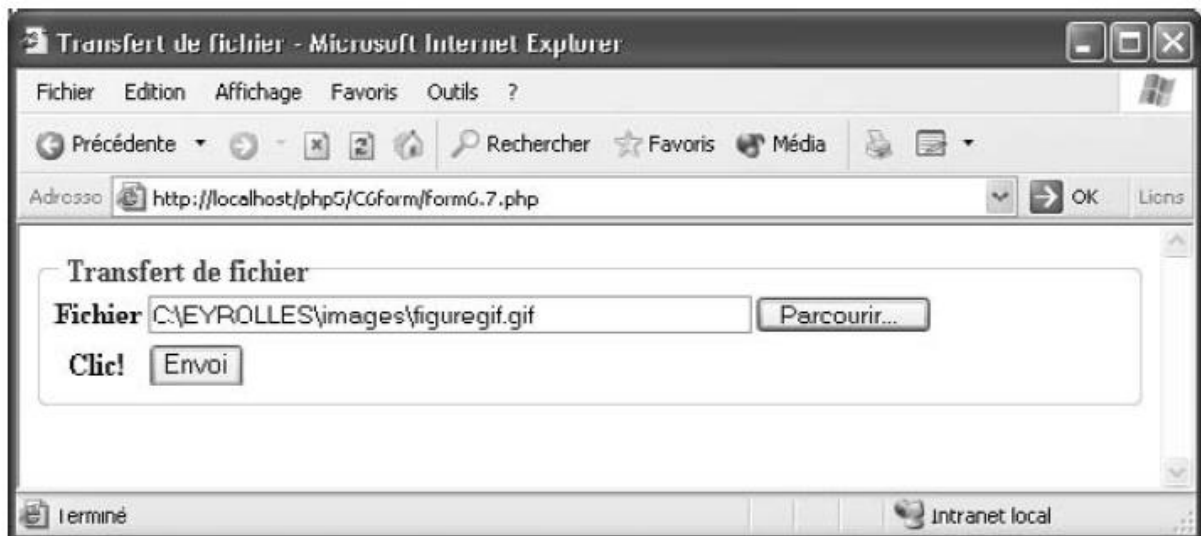 Transfert de fichier - Microsoft Internet Explorer
Fichier Edition Affichage Favoris Outils ?
Précédente Rechercher Favoris Média
Adresse http://localhost/php5/C6form/form6.7.php OK Liens
Transfert de fichier
Fichier C:\EYROLLES\images\figuregif.gif Parcourir...
Clic! Envoi
Terminé Intranet local